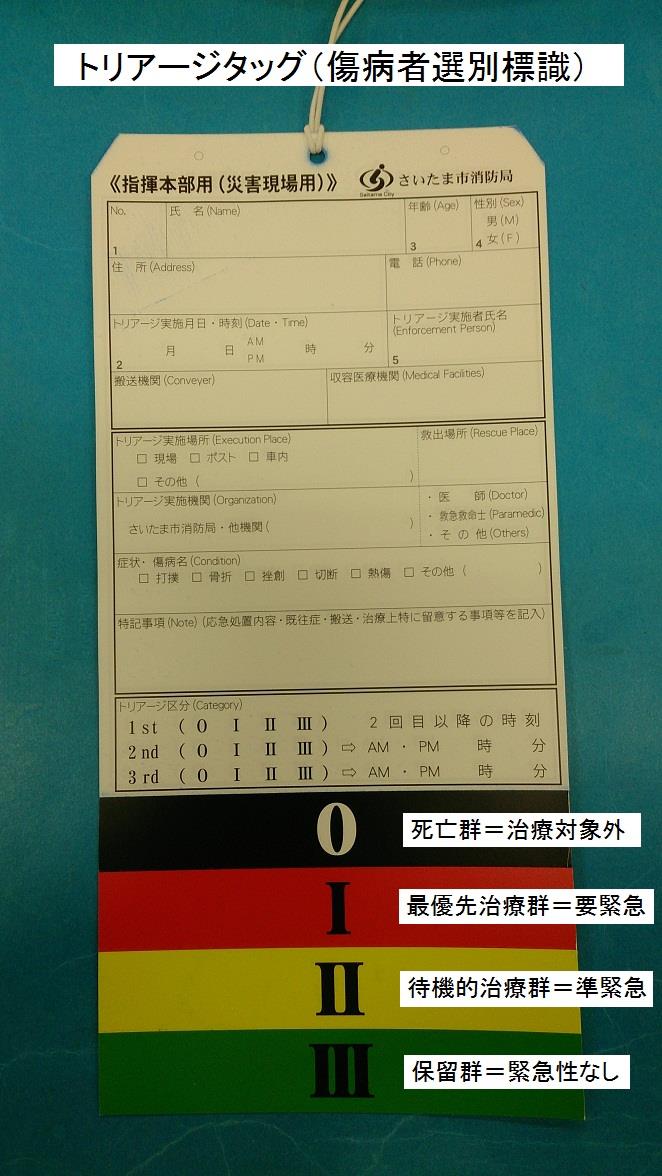 トリアージタッグ（傷病者選別標識）
《指揮本部用（災害現場用）》 Saitama City さいたま市消防局
No. 氏　名 (Name) 年齢 (Age) 性別 (Sex)
男 (M)
1 3 4 女 (F)
住　所 (Address) 電　話 (Phone)
トリアージ実施月日・時刻 (Date・Time) トリアージ実施者氏名
(Enforcement Person)
AM
月　日　時　分
2 PM 5
搬送機関 (Conveyer) 収容医療機関 (Medical Facilities)
トリアージ実施場所 (Execution Place) 救出場所 (Rescue Place)
□ 現場 □ ポスト □ 車内
□ その他（　）
トリアージ実施機関 (Organization) ・医　師 (Doctor)
さいたま市消防局・他機関（　） ・救急救命士 (Paramedic)
・その他 (Others)
症状・傷病名 (Condition)
□ 打撲 □ 骨折 □ 挫創 □ 切断 □ 熱傷 □ その他（　）
特記事項 (Note)（応急処置内容・既往症・搬送・治療上特に留意する事項等を記入）
トリアージ区分 (Category)
1st ( 0 I II III ) 2回目以降の時刻
2nd ( 0 I II III ) ⇨ AM・PM 時 分
3rd ( 0 I II III ) ⇨ AM・PM 時 分
0 死亡群＝治療対象外
I 最優先治療群＝要緊急
II 待機的治療群＝準緊急
III 保留群＝緊急性なし